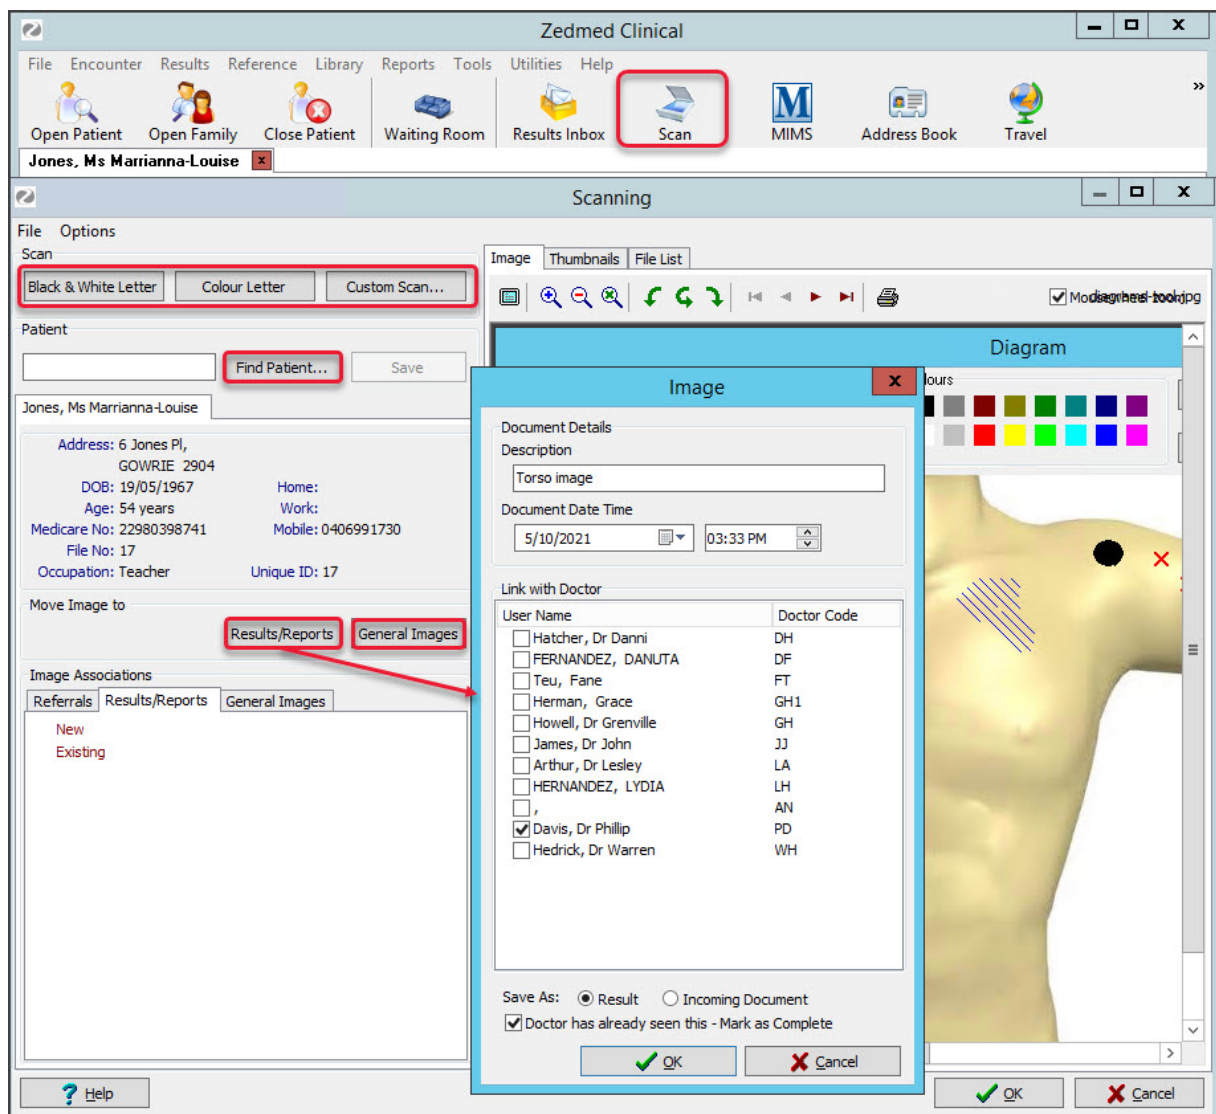 Zedmed Clinical
File Encounter Results Reference Library Reports Tools Utilities Help
Open Patient Open Family Close Patient Waiting Room Results Inbox Scan MIMS Address Book Travel
Jones, Ms Marrianna-Louise
Scanning
File Options
Scan
Black & White Letter Colour Letter Custom Scan...
Patient
Find Patient... Save
Jones, Ms Marrianna-Louise
Address: 6 Jones Pl,
GOWRIE 2904
DOB: 19/05/1967 Home:
Age: 54 years Work:
Medicare No: 22980398741 Mobile: 0406991730
File No: 17
Occupation: Teacher Unique ID: 17
Move Image to
Results/Reports General Images
Image Associations
Referrals Results/Reports General Images
New
Existing
Help
Image Thumbnails File List
Diagram
Image
Document Details
Description
Torso image
Document Date Time
5/10/2021 03:33 PM
Link with Doctor
User Name Doctor Code
Hatcher, Dr Danni DH
FERNANDEZ, DANUTA DF
Teu, Fane FT
Herman, Grace GH1
Howell, Dr Grenville GH
James, Dr John JJ
Arthur, Dr Lesley LA
HERNANDEZ, LYDIA LH
, AN
Davis, Dr Phillip PD
Hedrick, Dr Warren WH
Save As: Result Incoming Document
Doctor has already seen this - Mark as Complete
OK Cancel
OK Cancel